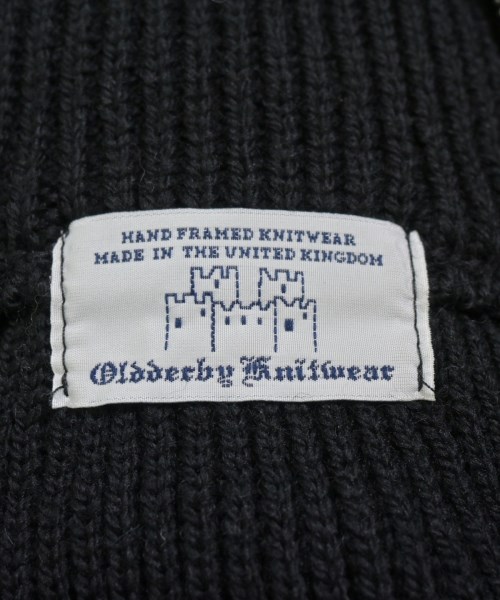 HAND FRAMED KNITWEAR
MADE IN THE UNITED KINGDOM
Oldderby Knitwear